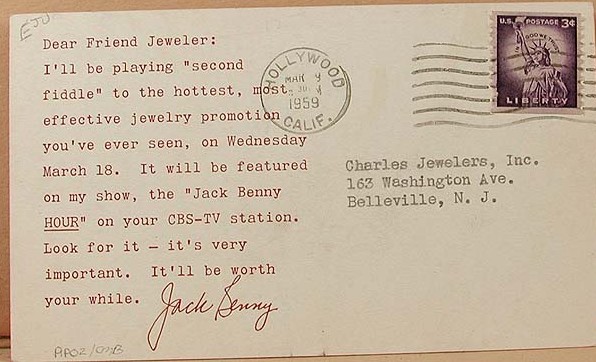 EJJ
Dear Friend Jeweler:
I'll be playing "second
fiddle" to the hottest, most
effective jewelry promotion
you've ever seen, on Wednesday
March 18.  It will be featured
on my show, the "Jack Benny
HOUR" on your CBS-TV station.
Look for it — it's very
important.  It'll be worth
your while.
Jack Benny
HOLLYWOOD
MAR 9
1959
CALIF.
U.S. POSTAGE 3¢
IN GOD WE TRUST
LIBERTY
Charles Jewelers, Inc.
163 Washington Ave.
Belleville, N. J.